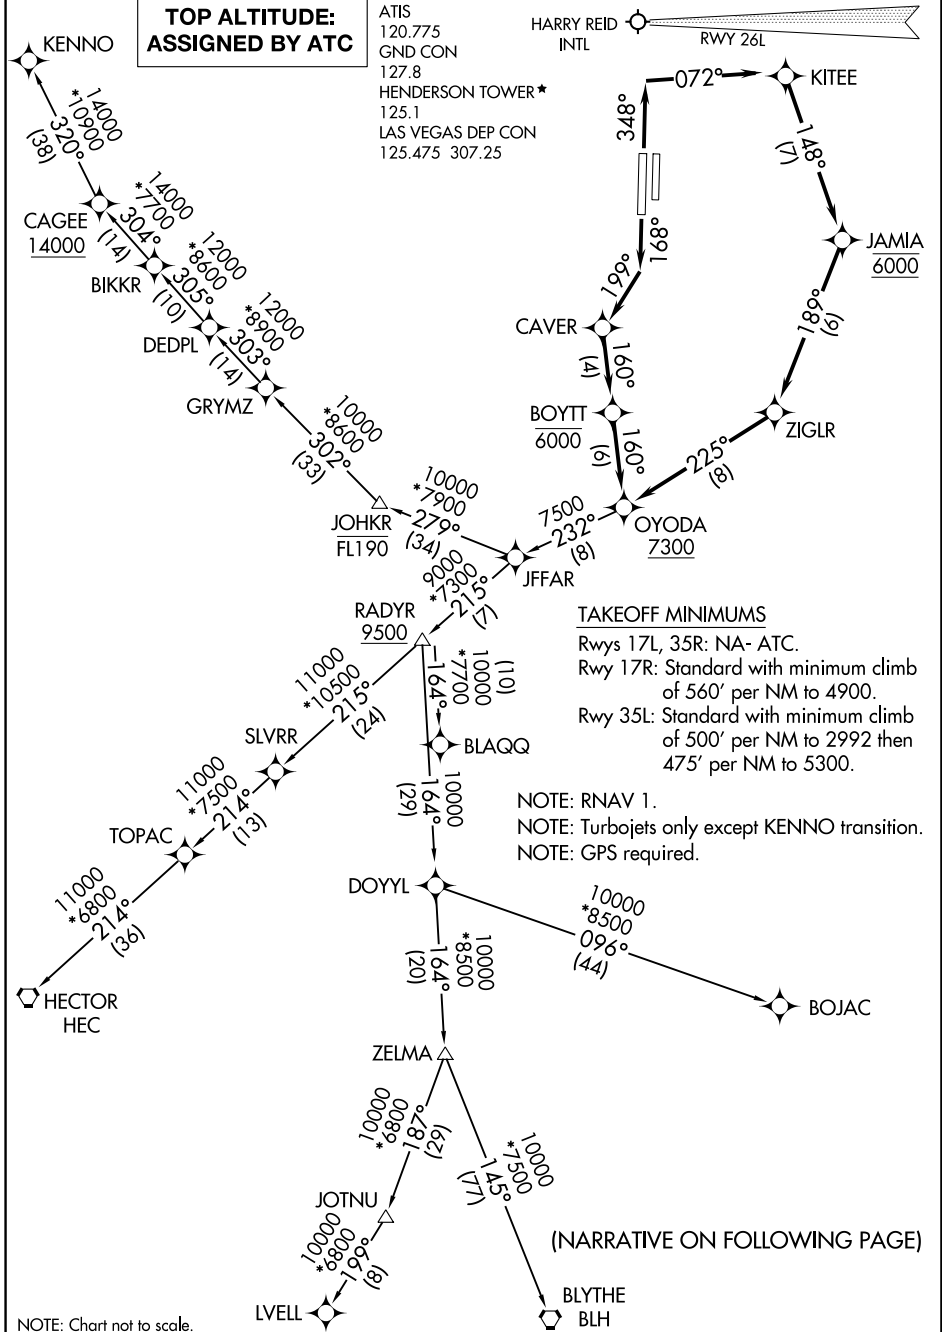 TOP ALTITUDE:
ASSIGNED BY ATC
ATIS
120.775
GND CON
127.8
HENDERSON TOWER★
125.1
LAS VEGAS DEP CON
125.475 307.25
HARRY REID
INTL
RWY 26L
KENNO
14000
*10900
320°
(38)
CAGEE
14000
14000
*7700
304°
(14)
BIKKR
12000
*8600
305°
(10)
DEDPL
12000
*8900
303°
(14)
GRYMZ
10000
*8600
302°
(33)
JOHKR
FL190
10000
*7900
279°
(34)
JFFAR
348°
072°
KITEE
148°
(7)
JAMIA
6000
189°
(6)
ZIGLR
225°
(8)
168°
199°
CAVER
160°
(4)
BOYTT
6000
160°
(6)
OYODA
7300
7500
232°
(8)
9000
*7300
215°
(7)
RADYR
9500
11000
*10500
215°
(24)
SLVRR
11000
*7500
214°
(13)
TOPAC
11000
*6800
214°
(36)
HECTOR
HEC
(10)
10000
*7700
164°
BLAQQ
10000
164°
(29)
DOYYL
10000
*8500
096°
(44)
BOJAC
10000
*8500
164°
(20)
ZELMA
10000
*6800
187°
(29)
JOTNU
10000
*6800
199°
(8)
LVELL
10000
*7500
145°
(77)
BLYTHE
BLH
TAKEOFF MINIMUMS
Rwys 17L, 35R: NA- ATC.
Rwy 17R: Standard with minimum climb
of 560' per NM to 4900.
Rwy 35L: Standard with minimum climb
of 500' per NM to 2992 then
475' per NM to 5300.
NOTE: RNAV 1.
NOTE: Turbojets only except KENNO transition.
NOTE: GPS required.
(NARRATIVE ON FOLLOWING PAGE)
NOTE: Chart not to scale.